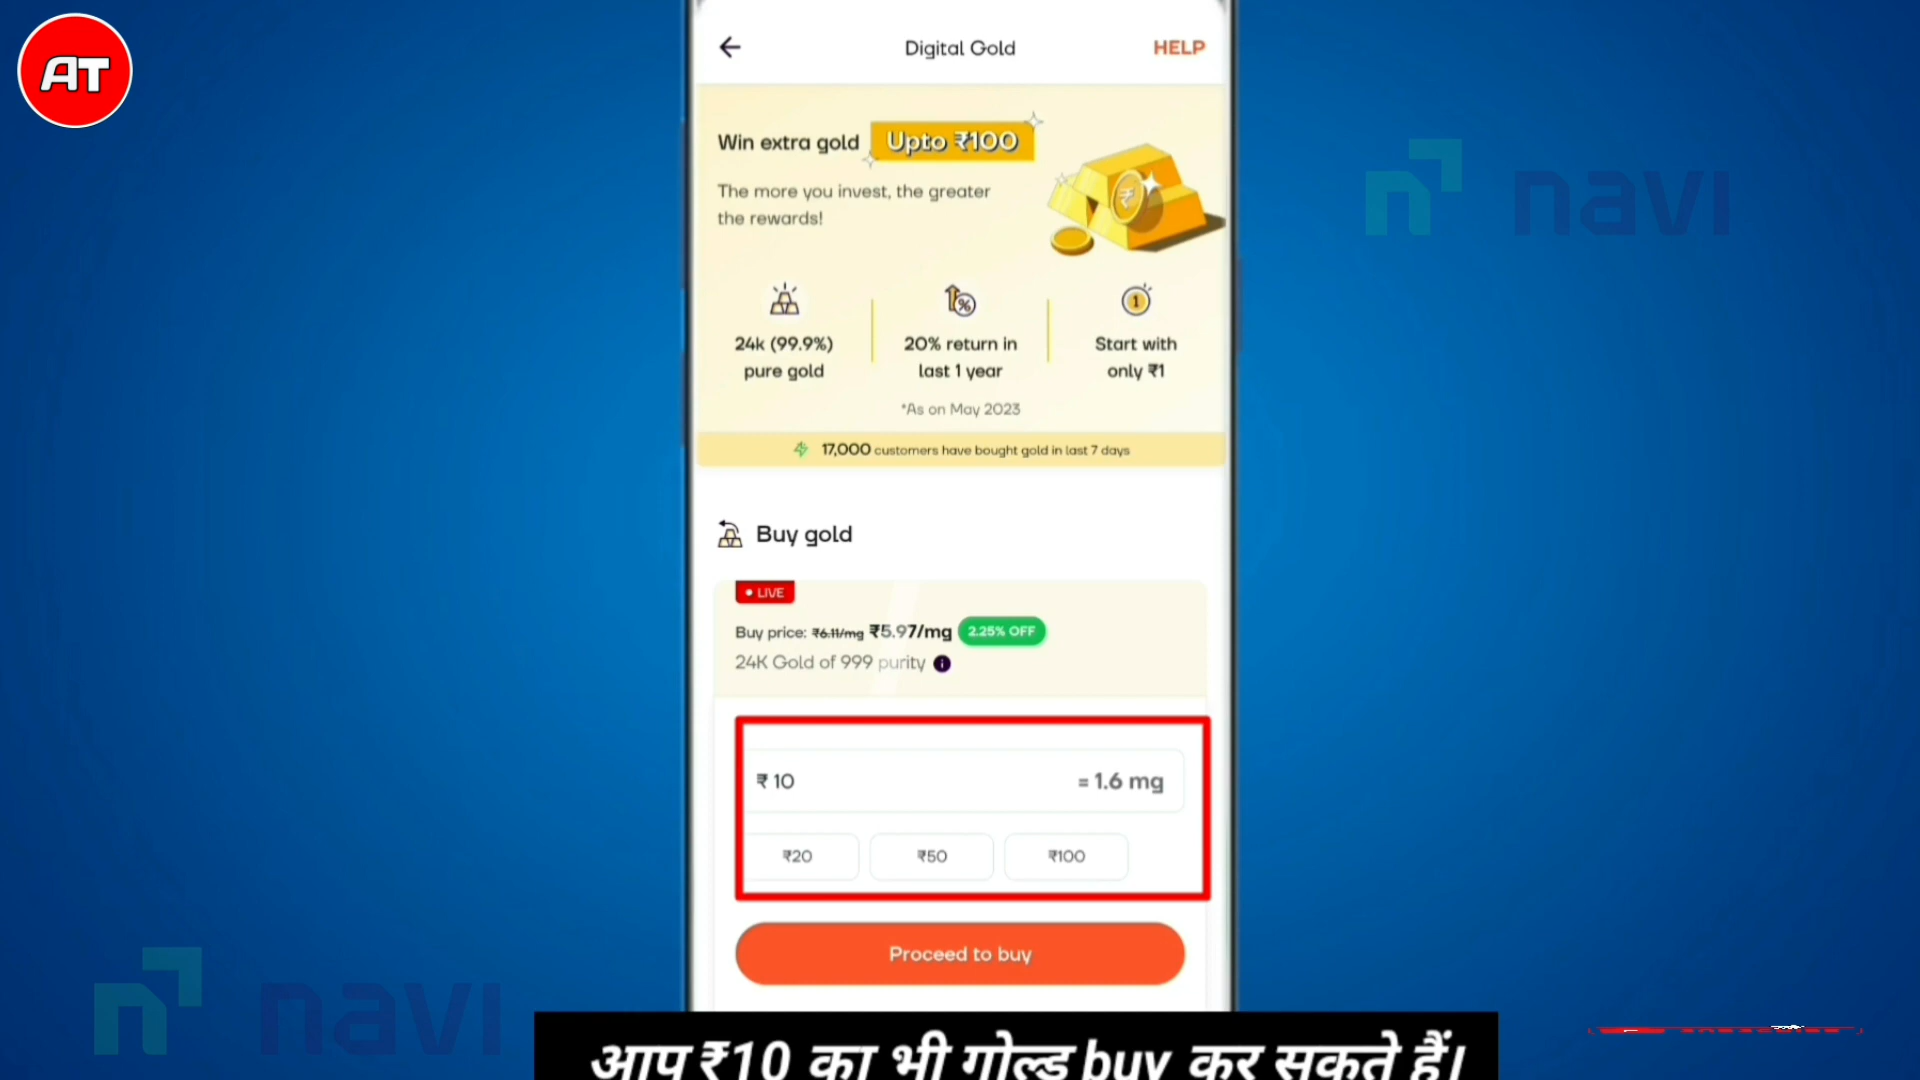 AT
Digital Gold
HELP
Win extra gold Upto ₹100
The more you invest, the greater
the rewards!
24k (99.9%)
pure gold
20% return in
last 1 year
1
Start with
only ₹1
*As on May 2023
17,000 customers have bought gold in last 7 days
Buy gold
LIVE
Buy price: ₹6.11/mg ₹5.97/mg 2.25% OFF
24K Gold of 999 purity
₹ 10 = 1.6 mg
₹20 ₹50 ₹100
Proceed to buy
navi
navi
आप ₹10 का भी गोल्ड buy कर सकते हैं।